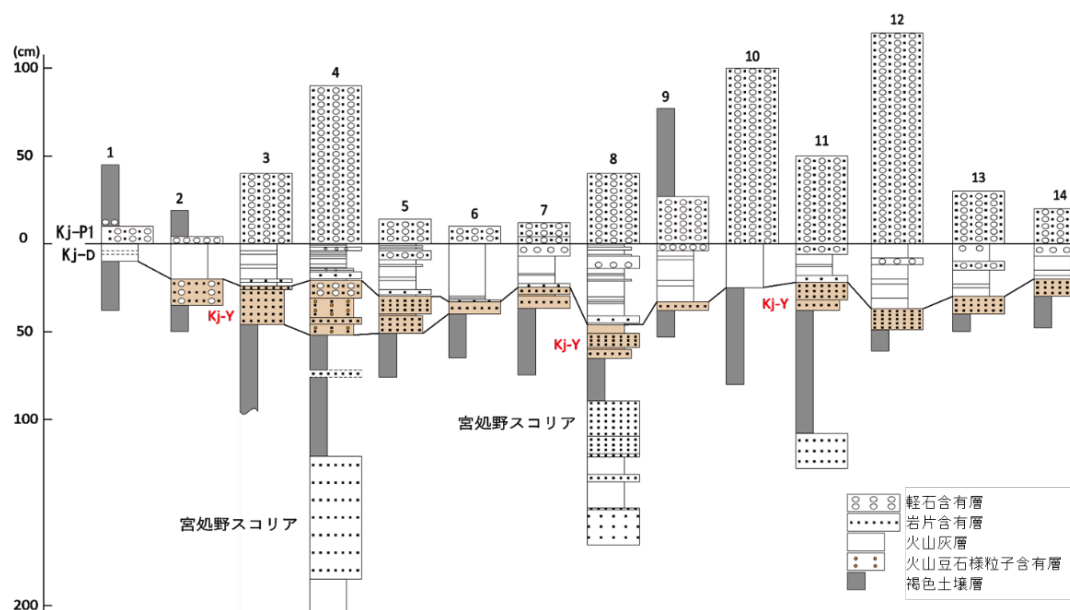 (cm)
100
50
0
50
100
200
Kj-P1
Kj-D
1
2
3
4
5
6
7
8
9
10
11
12
13
14
Kj-Y
Kj-Y
Kj-Y
宮処野スコリア
宮処野スコリア
軽石含有層
岩片含有層
火山灰層
火山豆石様粒子含有層
褐色土壌層